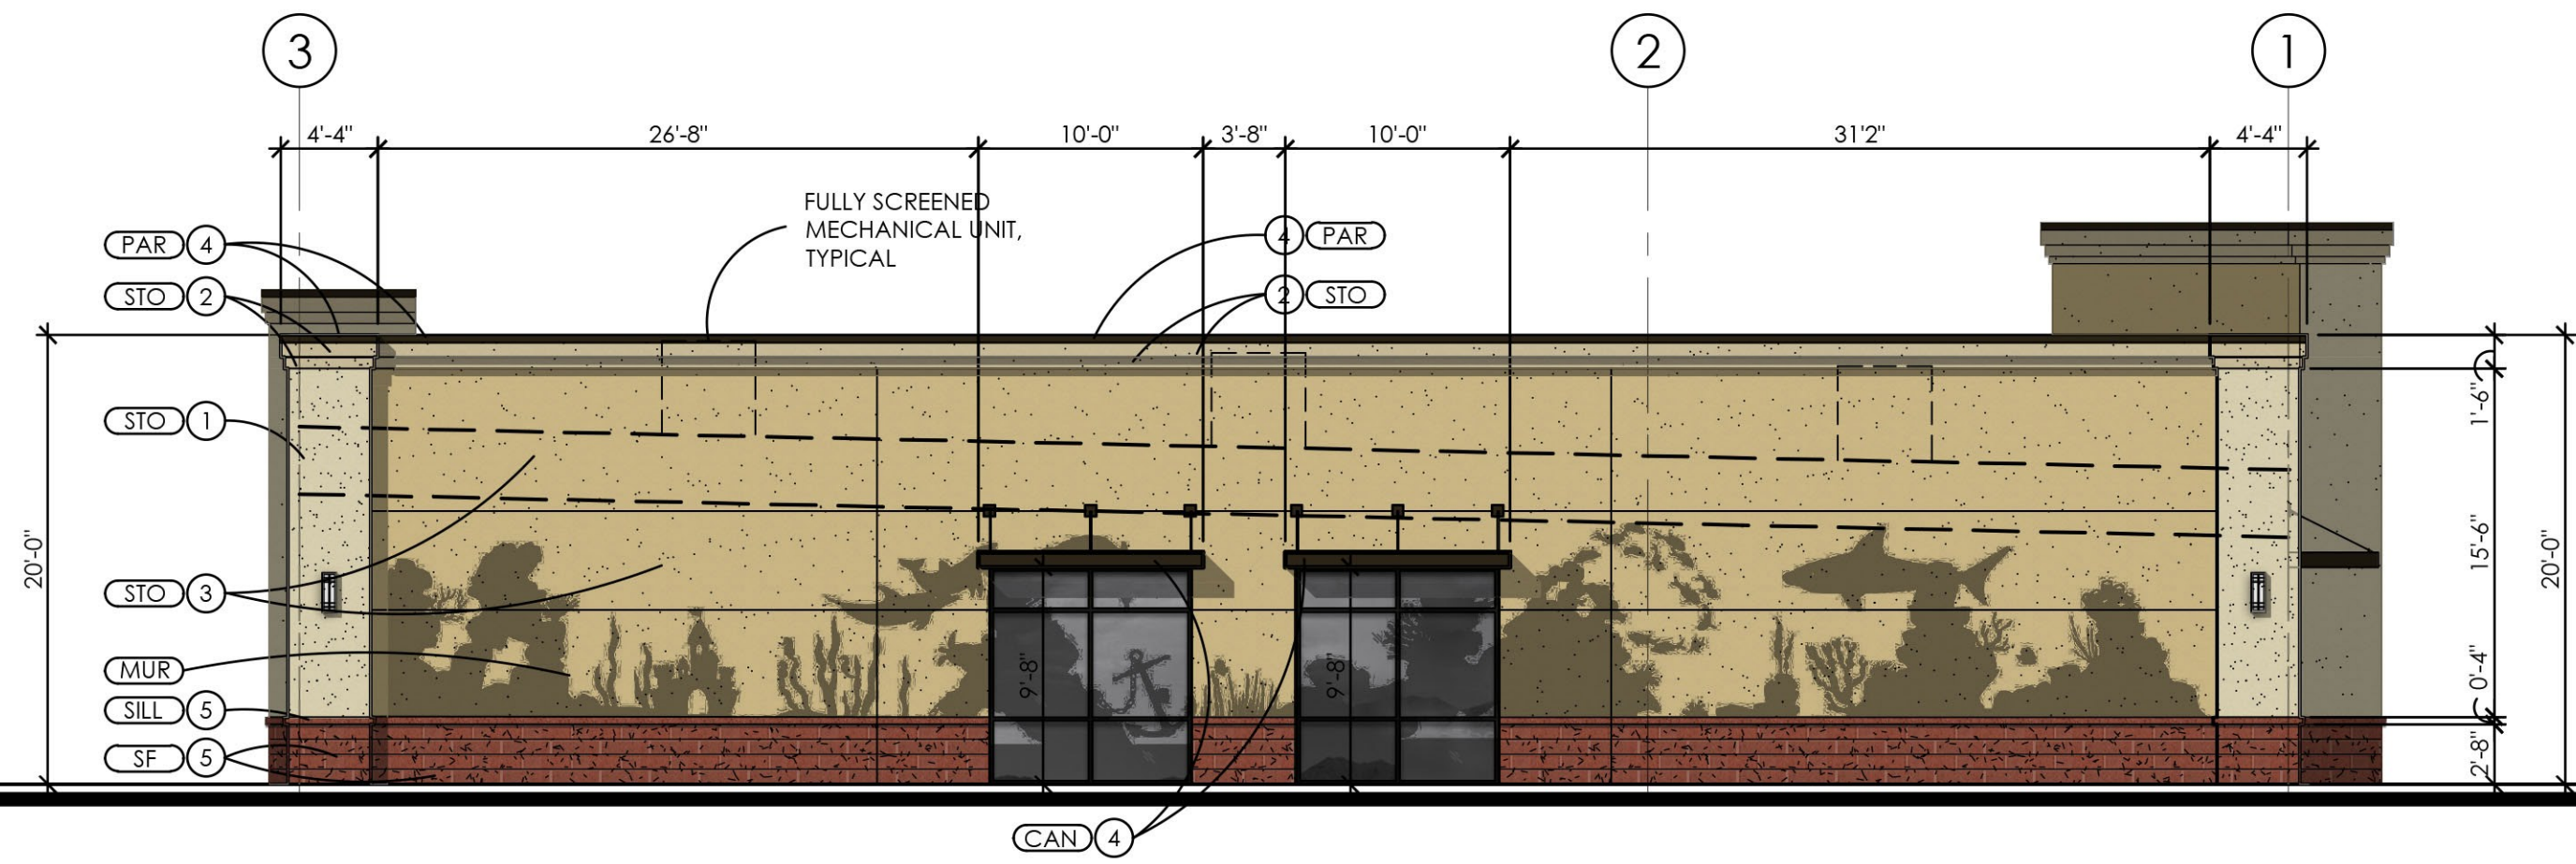 3
2
1
4'-4"
26'-8"
10'-0"
3'-8"
10'-0"
31'2"
4'-4"
FULLY SCREENED
MECHANICAL UNIT,
TYPICAL
PAR 4
STO 2
4 PAR
2 STO
STO 1
STO 3
MUR
SILL 5
SF 5
20'-0"
9'-8"
9'-8"
1'-6"
15'-6"
0'-4"
2'-8"
20'-0"
CAN 4